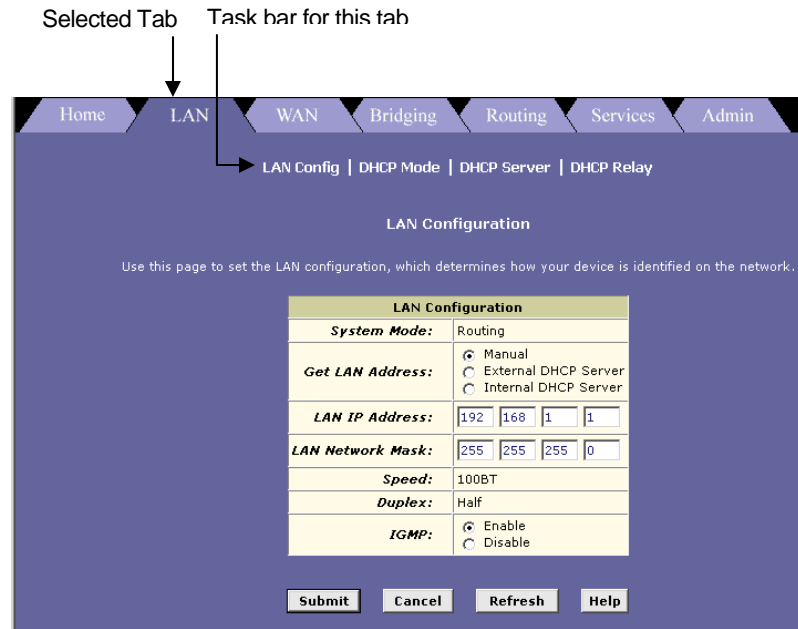 Selected Tab Task bar for this tab
Home LAN WAN Bridging Routing Services Admin
LAN Config | DHCP Mode | DHCP Server | DHCP Relay
LAN Configuration
Use this page to set the LAN configuration, which determines how your device is identified on the network.
LAN Configuration
System Mode: Routing
Get LAN Address: Manual
External DHCP Server
Internal DHCP Server
LAN IP Address: 192 168 1 1
LAN Network Mask: 255 255 255 0
Speed: 100BT
Duplex: Half
IGMP: Enable
Disable
Submit Cancel Refresh Help